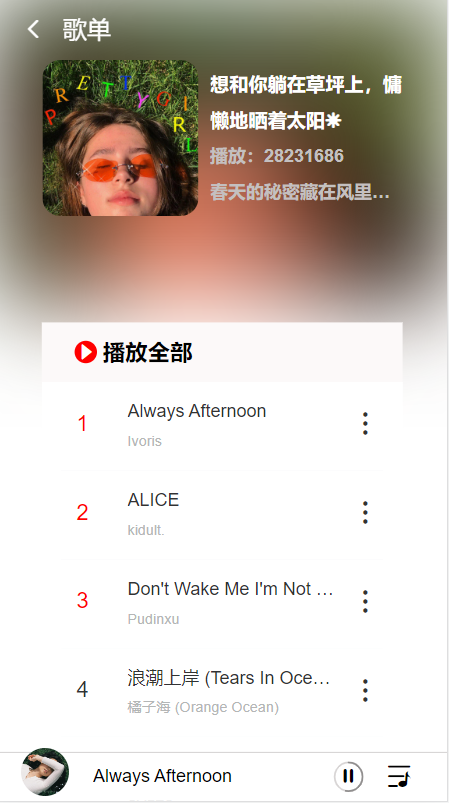 歌单
P R E T T Y G I R L
想和你躺在草坪上，慵
懒地晒着太阳✱
播放：28231686
春天的秘密藏在风里...
播放全部
1
Always Afternoon
Ivoris
2
ALICE
kidult.
3
Don't Wake Me I'm Not ...
Pudinxu
4
浪潮上岸 (Tears In Oce...
橘子海 (Orange Ocean)
Always Afternoon